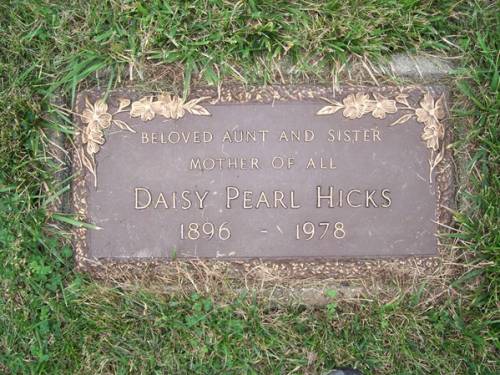 BELOVED AUNT AND SISTER
MOTHER OF ALL
DAISY PEARL HICKS
1896 - 1978